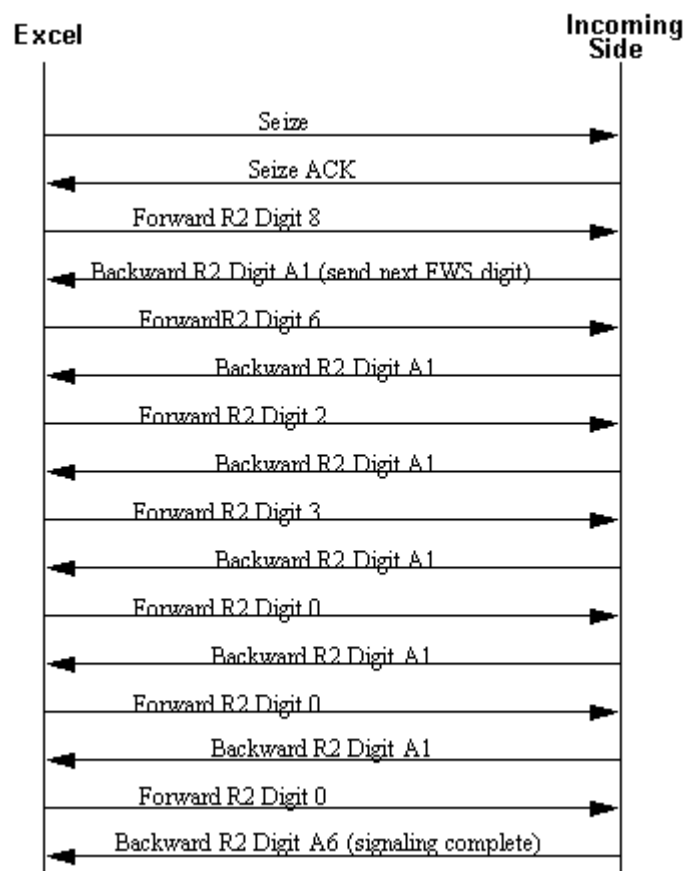 Excel
Incoming
Side
Seize
Seize ACK
Forward R2 Digit 8
Backward R2 Digit A1 (send next FWS digit)
ForwardR2 Digit 6
Backward R2 Digit A1
Forward R2 Digit 2
Backward R2 Digit A1
Forward R2 Digit 3
Backward R2 Digit A1
Forward R2 Digit 0
Backward R2 Digit A1
Forward R2 Digit 0
Backward R2 Digit A1
Forward R2 Digit 0
Backward R2 Digit A6 (signaling complete)